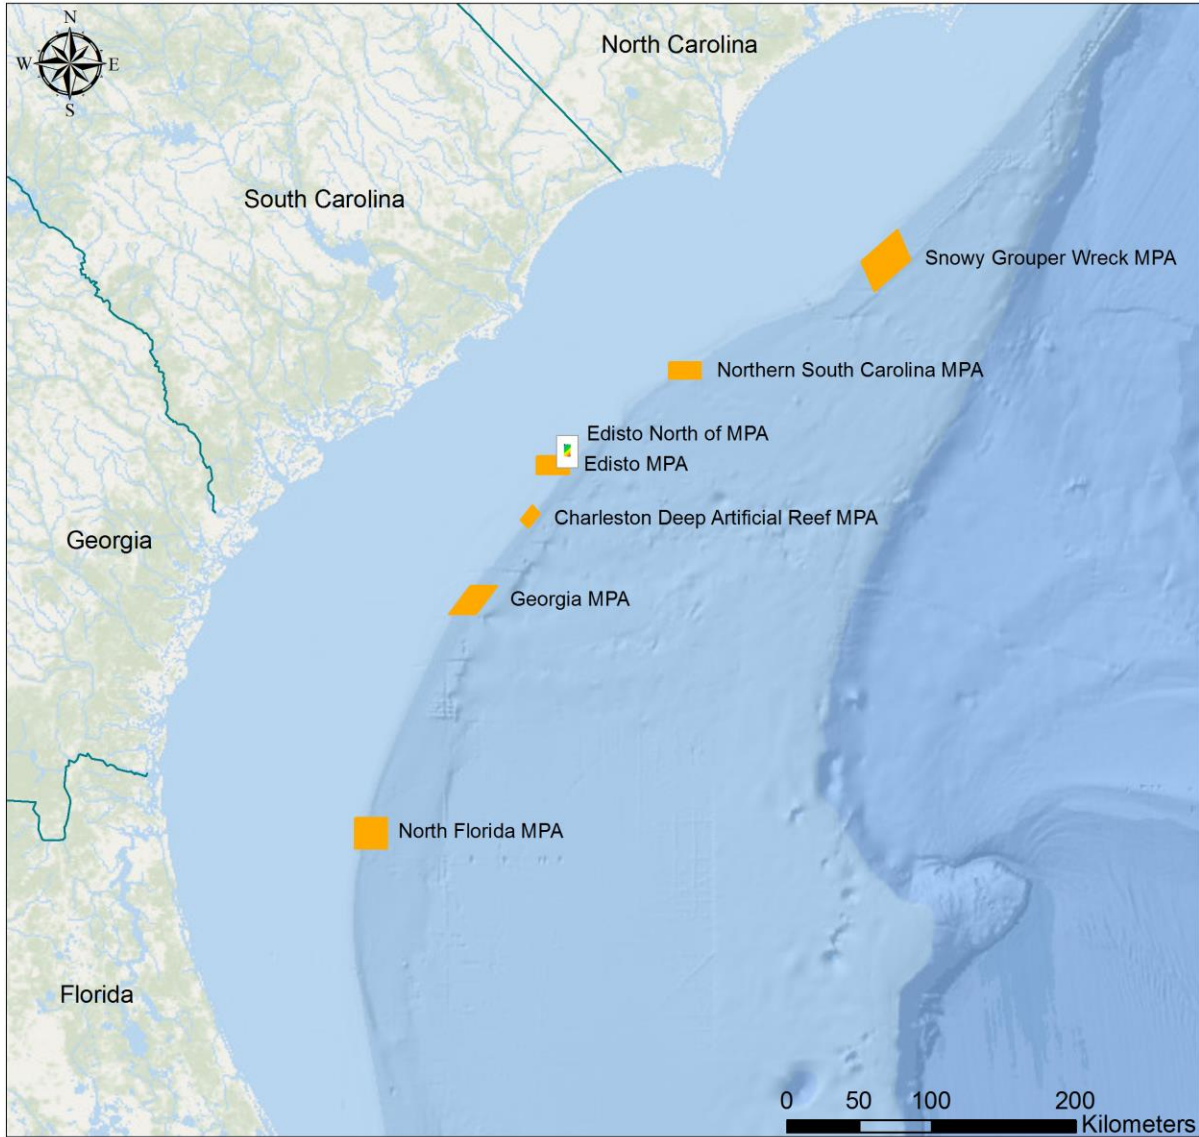 N
W E
S
North Carolina
South Carolina
Snowy Grouper Wreck MPA
Northern South Carolina MPA
Edisto North of MPA
Edisto MPA
Charleston Deep Artificial Reef MPA
Georgia
Georgia MPA
North Florida MPA
Florida
0 50 100 200
Kilometers